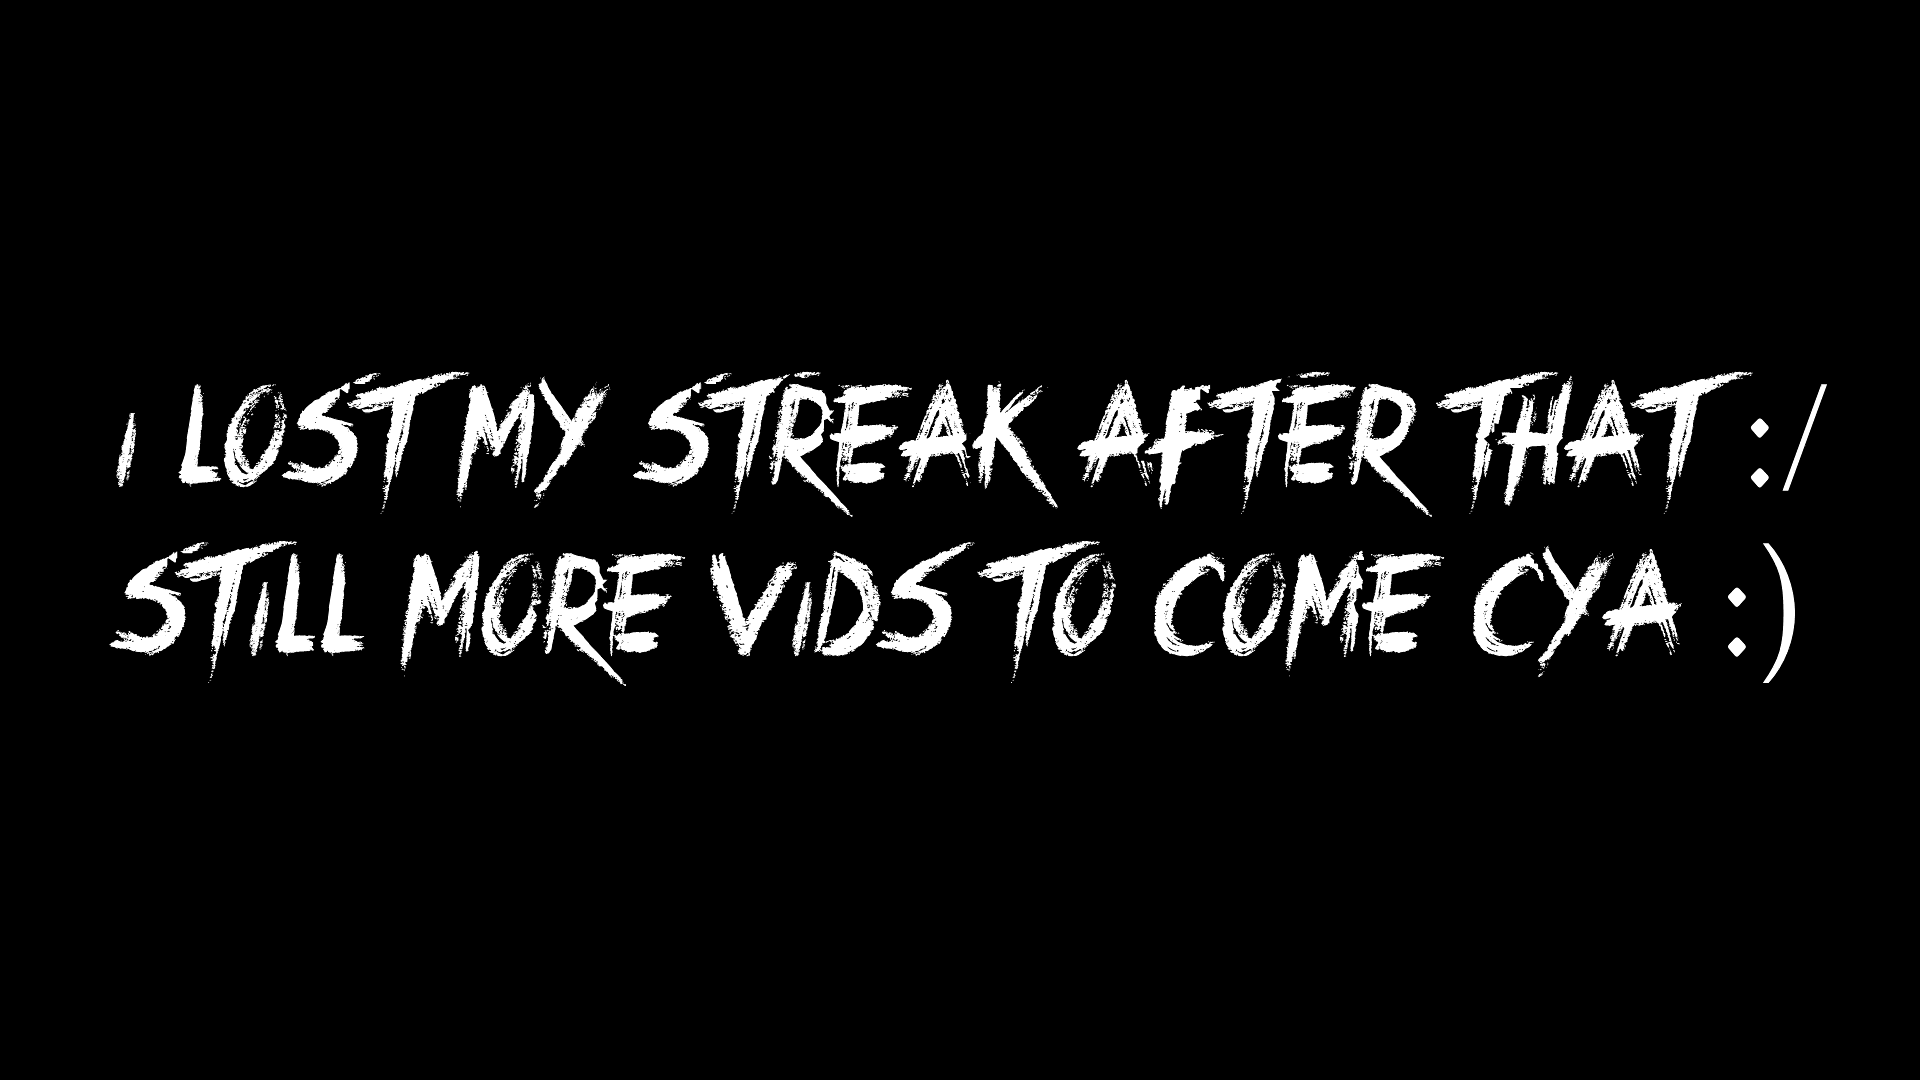 i LOST MY STREAK AFTER THAT :/
STiLL MORE ViDS TO COME CYA :)